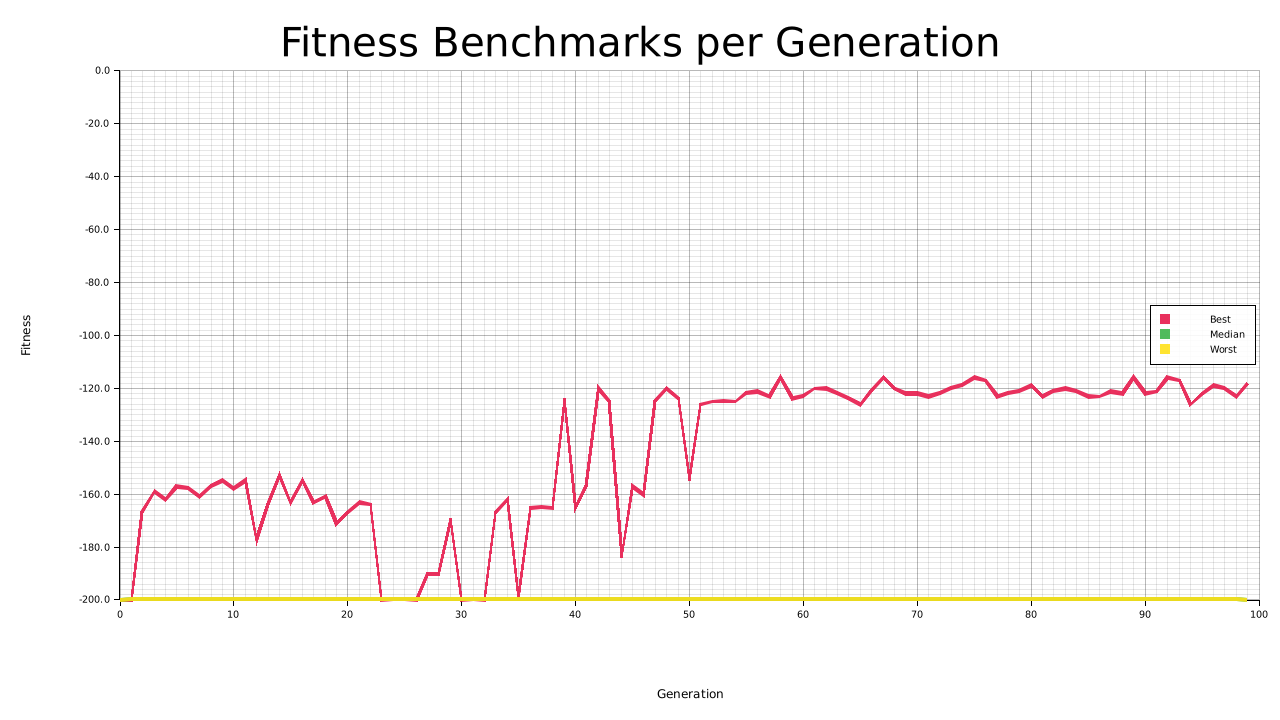 Fitness Benchmarks per Generation
0.0
-20.0
-40.0
-60.0
-80.0
-100.0
-120.0
-140.0
-160.0
-180.0
-200.0
Fitness
Best
Median
Worst
0 10 20 30 40 50 60 70 80 90 100
Generation